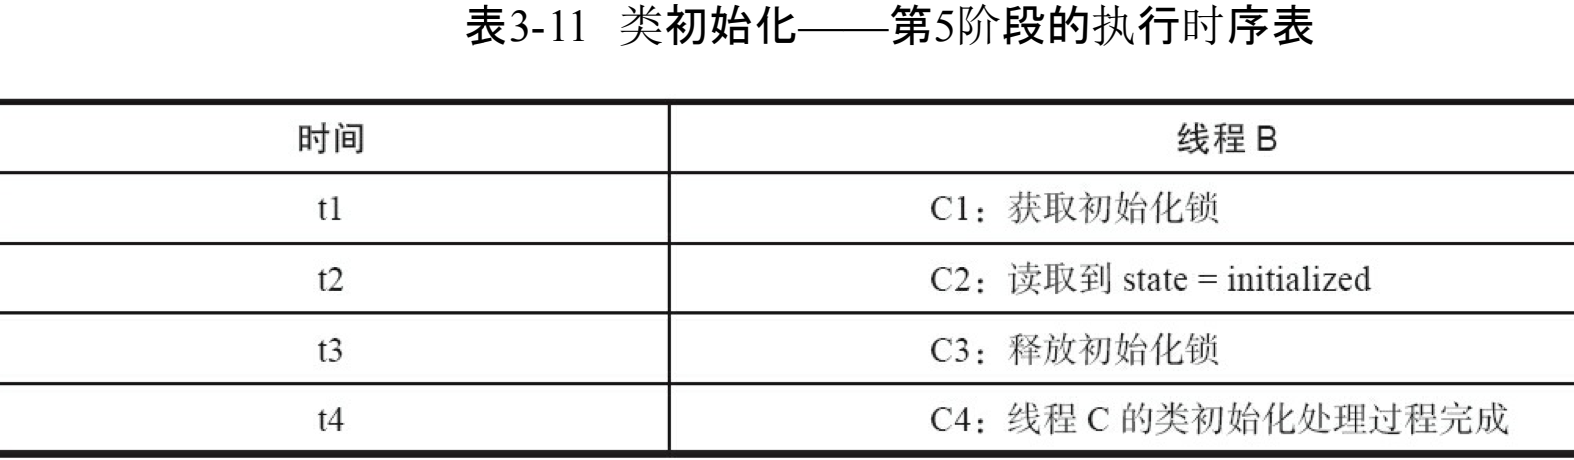 表3-11 类初始化——第5阶段的执行时序表
时间 线程 B
t1 C1：获取初始化锁
t2 C2：读取到 state = initialized
t3 C3：释放初始化锁
t4 C4：线程 C 的类初始化处理过程完成